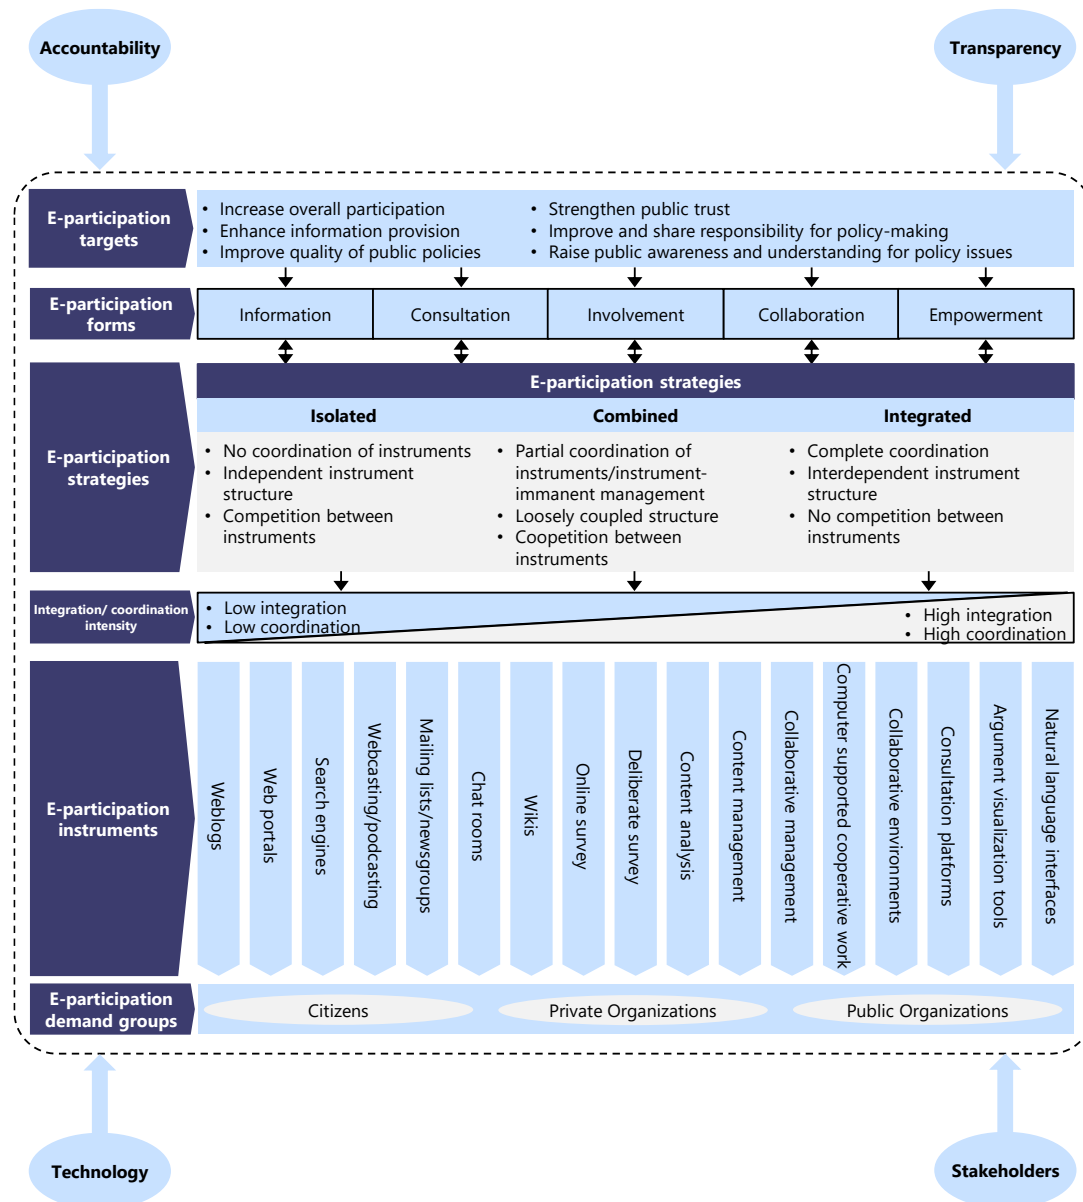 Accountability
Transparency
E-participation
targets
• Increase overall participation
• Enhance information provision
• Improve quality of public policies
• Strengthen public trust
• Improve and share responsibility for policy-making
• Raise public awareness and understanding for policy issues
E-participation
forms
Information
Consultation
Involvement
Collaboration
Empowerment
E-participation
strategies
E-participation strategies
Isolated
Combined
Integrated
• No coordination of instruments
• Independent instrument
structure
• Competition between
instruments
• Partial coordination of
instruments/instrument-
immanent management
• Loosely coupled structure
• Coopetition between
instruments
• Complete coordination
• Interdependent instrument
structure
• No competition between
instruments
Integration/ coordination
intensity
• Low integration
• Low coordination
• High integration
• High coordination
E-participation
instruments
Weblogs
Web portals
Search engines
Webcasting/podcasting
Mailing lists/newsgroups
Chat rooms
Wikis
Online survey
Deliberate survey
Content analysis
Content management
Collaborative management
Computer supported cooperative work
Collaborative environments
Consultation platforms
Argument visualization tools
Natural language interfaces
E-participation
demand groups
Citizens
Private Organizations
Public Organizations
Technology
Stakeholders